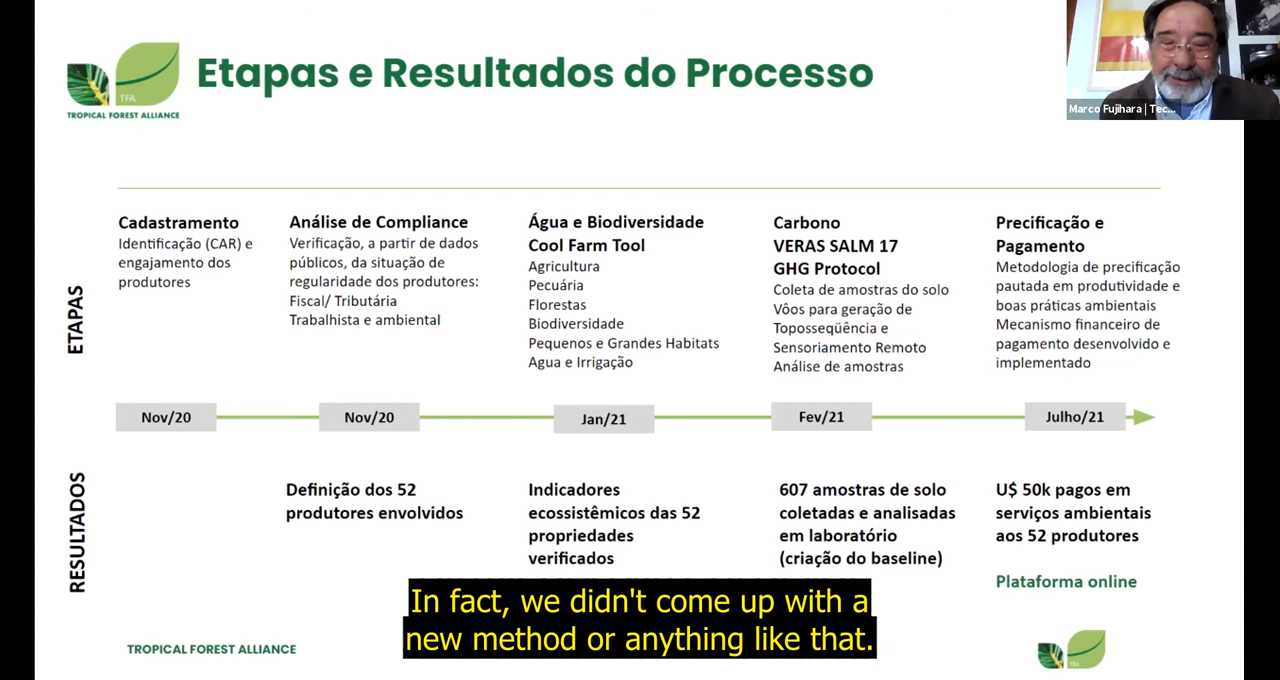 Etapas e Resultados do Processo
TFA
TROPICAL FOREST ALLIANCE
Marco Fujihara | Tec...
ETAPAS
Cadastramento
Identificação (CAR) e
engajamento dos
produtores
Análise de Compliance
Verificação, a partir de dados
públicos, da situação de
regularidade dos produtores:
Fiscal/ Tributária
Trabalhista e ambiental
Água e Biodiversidade
Cool Farm Tool
Agricultura
Pecuária
Florestas
Biodiversidade
Pequenos e Grandes Habitats
Agua e Irrigação
Carbono
VERAS SALM 17
GHG Protocol
Coleta de amostras do solo
Vôos para geração de
Toposseqüência e
Sensoriamento Remoto
Análise de amostras
Precificação e
Pagamento
Metodologia de precificação
pautada em produtividade e
boas práticas ambientais
Mecanismo financeiro de
pagamento desenvolvido e
implementado
Nov/20
Nov/20
Jan/21
Fev/21
Julho/21
RESULTADOS
Definição dos 52
produtores envolvidos
Indicadores
ecossistêmicos das 52
propriedades
verificados
607 amostras de solo
coletadas e analisadas
em laboratório
(criação do baseline)
U$ 50k pagos em
serviços ambientais
aos 52 produtores
Plataforma online
In fact, we didn't come up with a
new method or anything like that.
TROPICAL FOREST ALLIANCE
TFA